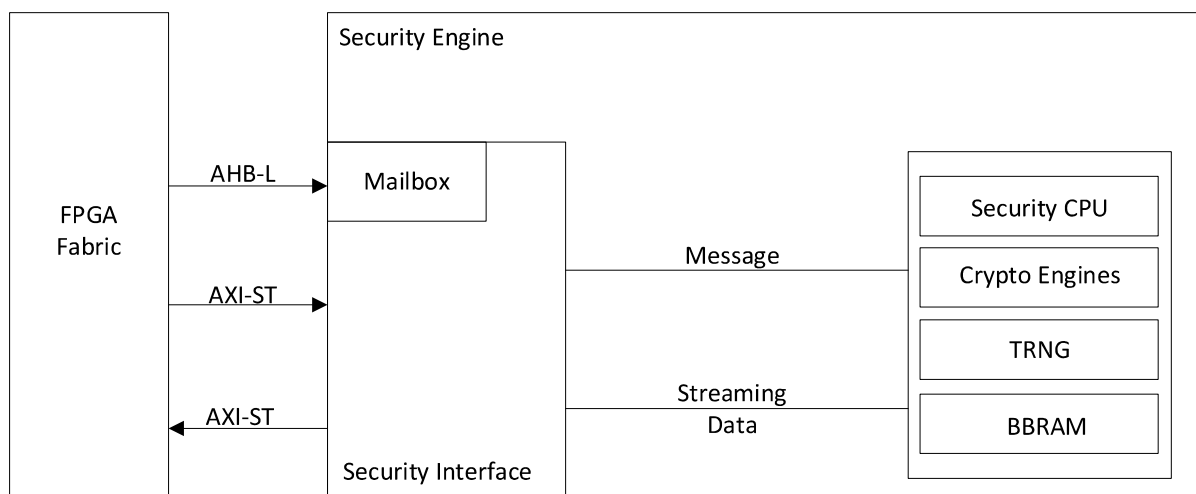 Security Engine
AHB-L
Mailbox
FPGA
Fabric
AXI-ST
AXI-ST
Security Interface
Message
Streaming
Data
Security CPU
Crypto Engines
TRNG
BBRAM